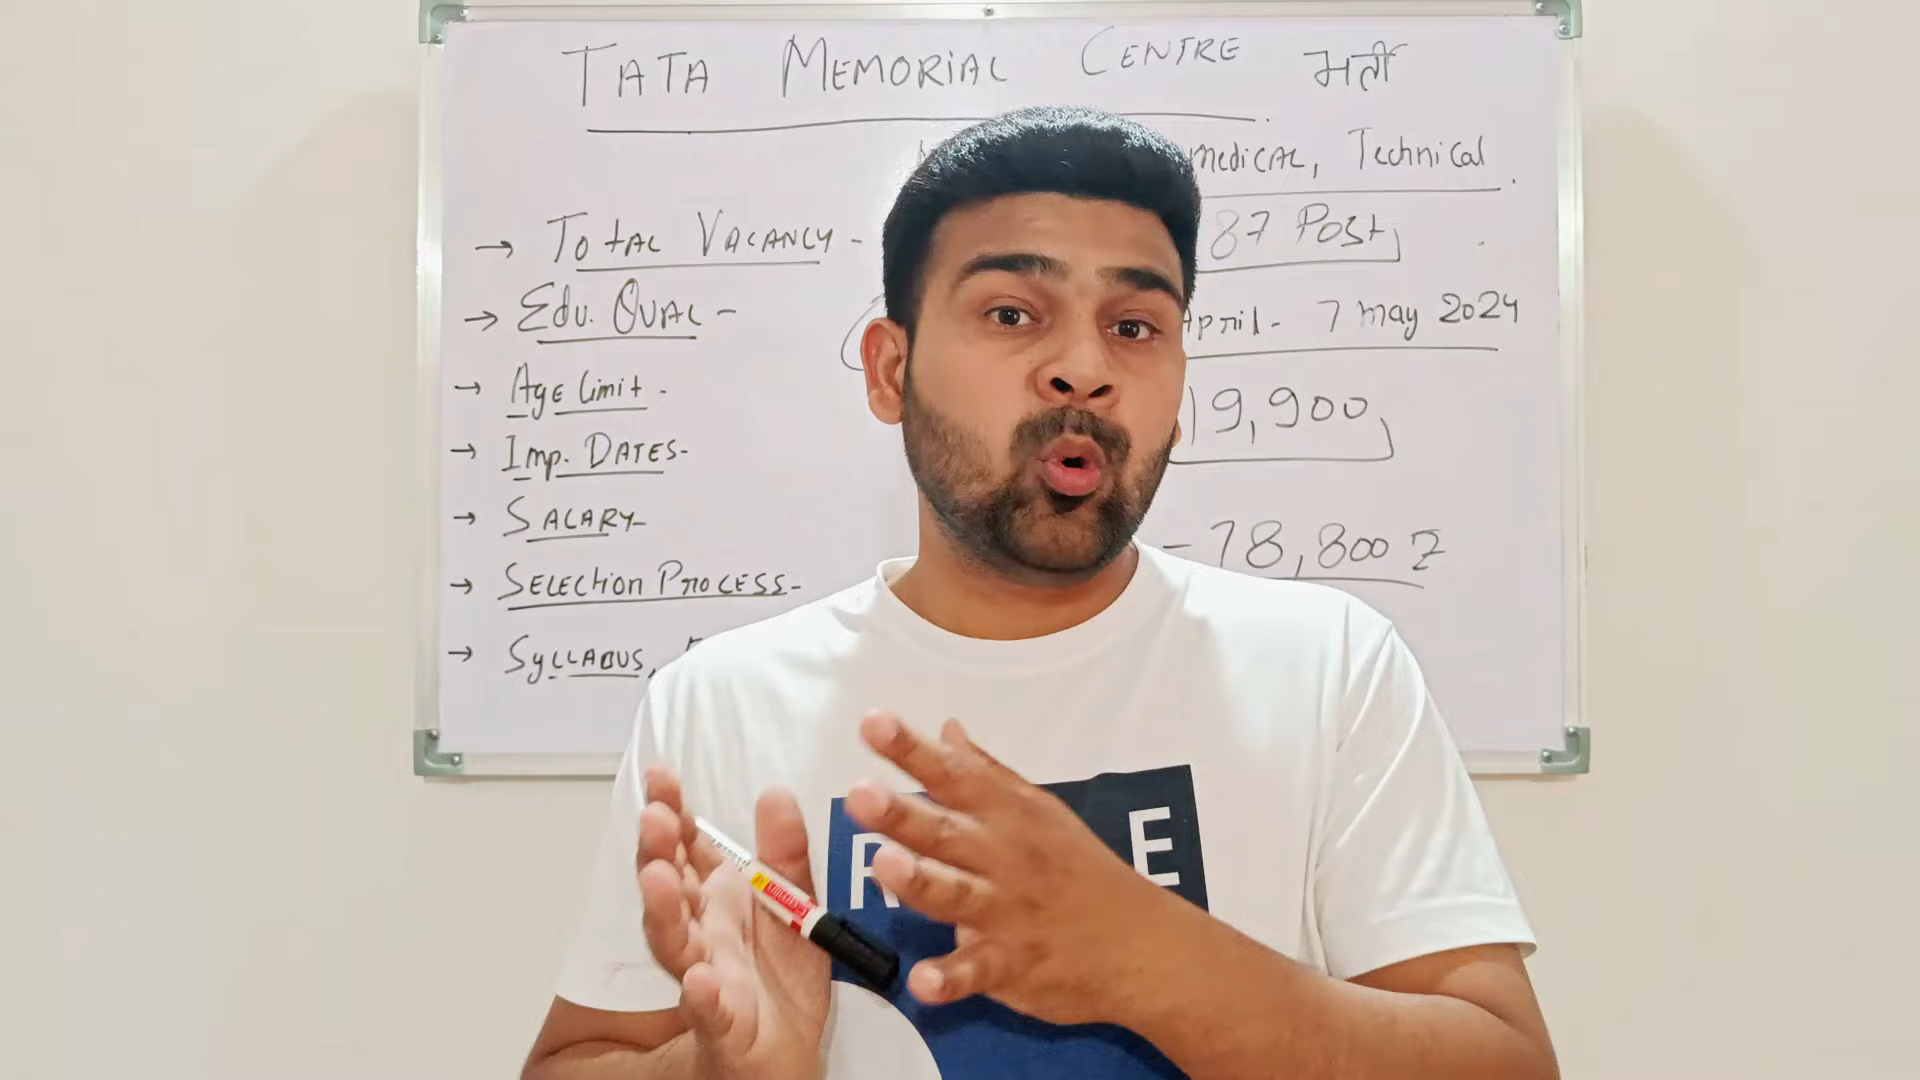 TATA MEMORIAL CENTRE भर्ती
medical, Technical
→ Total Vacancy - 87 Post
→ Edu. Qual - April - 7 may 2024
→ Age limit - 19,900
→ Imp. Dates -
→ Salary - - 78,800 ₹
→ Selection Process -
→ Syllabus,
R E